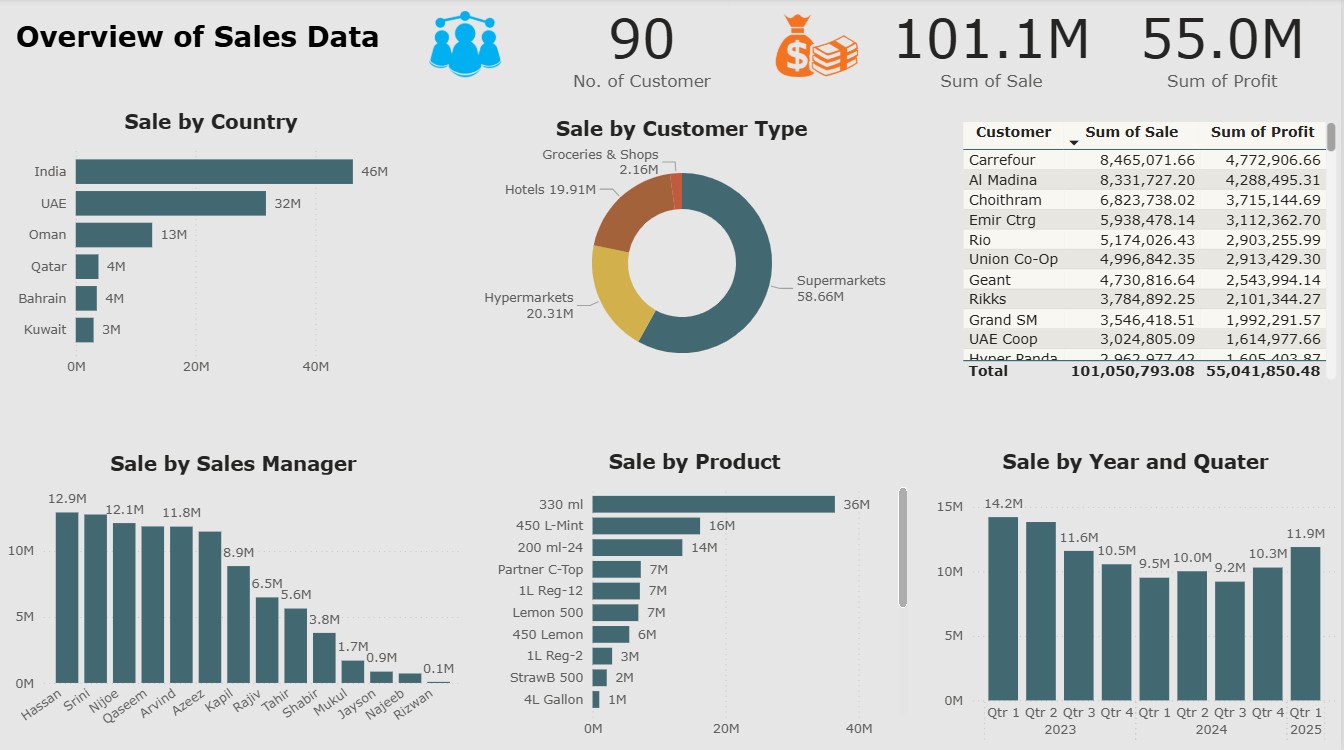 Overview of Sales Data
90
No. of Customer
$
101.1M
Sum of Sale
55.0M
Sum of Profit
Sale by Country
India 46M
UAE 32M
Oman 13M
Qatar 4M
Bahrain 4M
Kuwait 3M
0M 20M 40M
Sale by Customer Type
Groceries & Shops
2.16M
Hotels 19.91M
Supermarkets
58.66M
Hypermarkets
20.31M
Customer Sum of Sale Sum of Profit
Carrefour 8,465,071.66 4,772,906.66
Al Madina 8,331,727.20 4,288,495.31
Choithram 6,823,738.02 3,715,144.69
Emir Ctrg 5,938,478.14 3,112,362.70
Rio 5,174,026.43 2,903,255.99
Union Co-Op 4,996,842.35 2,913,429.30
Geant 4,730,816.64 2,543,994.14
Rikks 3,784,892.25 2,101,344.27
Grand SM 3,546,418.51 1,992,291.57
UAE Coop 3,024,805.09 1,614,977.66
Hyper Panda 2,962,977.42 1,605,403.87
Total 101,050,793.08 55,041,850.48
Sale by Sales Manager
12.9M 12.1M 11.8M 8.9M 6.5M 5.6M 3.8M 1.7M 0.9M 0.1M
10M
5M
0M
Hassan Srini Nijoe Qaseem Arvind Azeez Kapil Rajiv Tahir Shabir Mukul Jayson Najeeb Rizwan
Sale by Product
330 ml 36M
450 L-Mint 16M
200 ml-24 14M
Partner C-Top 7M
1L Reg-12 7M
Lemon 500 7M
450 Lemon 6M
1L Reg-2 3M
StrawB 500 2M
4L Gallon 1M
0M 20M 40M
Sale by Year and Quater
15M
10M
5M
0M
14.2M 11.6M 10.5M 9.5M 10.0M 9.2M 10.3M 11.9M
Qtr 1 Qtr 2 Qtr 3 Qtr 4 Qtr 1 Qtr 2 Qtr 3 Qtr 4 Qtr 1
2023 2024 2025